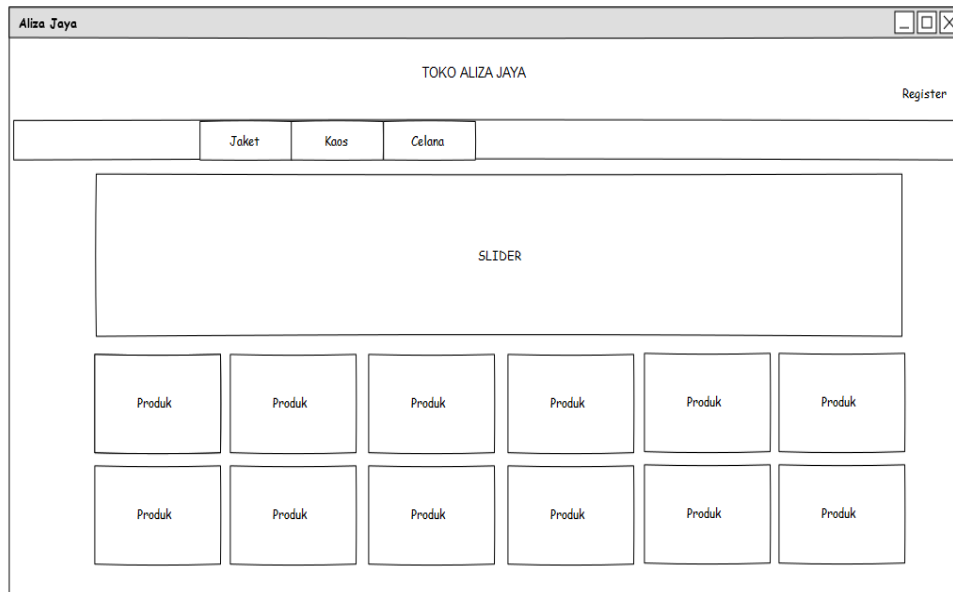 Aliza Jaya
TOKO ALIZA JAYA
Register
Jaket Kaos Celana
SLIDER
Produk Produk Produk Produk Produk Produk
Produk Produk Produk Produk Produk Produk